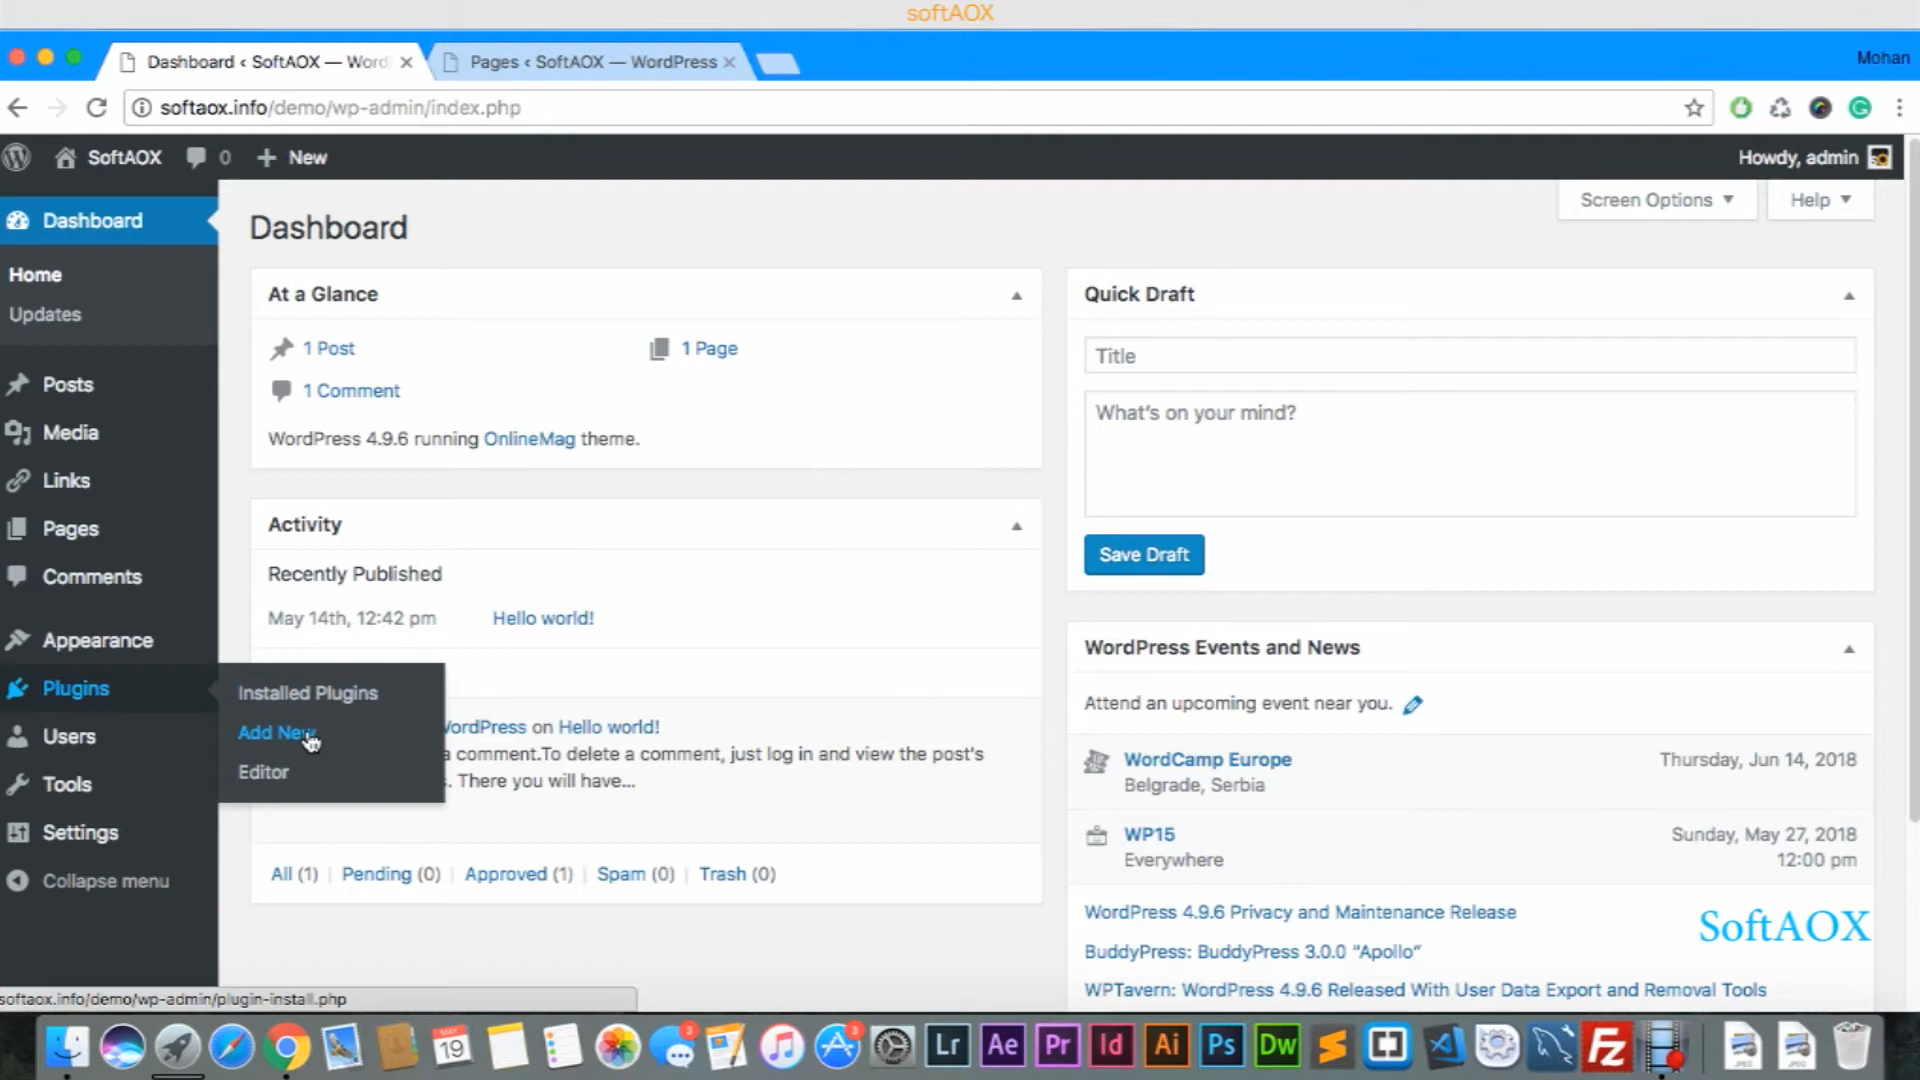 softAOX
Dashboard ‹ SoftAOX — Word
Pages ‹ SoftAOX — WordPress
Mohan
softaox.info/demo/wp-admin/index.php
SoftAOX 0 New
Howdy, admin
Screen Options
Help
Dashboard
Home
Updates
Posts
Media
Links
Pages
Comments
Appearance
Plugins
Users
Tools
Settings
Collapse menu
Installed Plugins
Add New
Editor
Dashboard
At a Glance
1 Post
1 Page
1 Comment
WordPress 4.9.6 running OnlineMag theme.
Activity
Recently Published
May 14th, 12:42 pm Hello world!
WordPress on Hello world!
a comment.To delete a comment, just log in and view the post's
. There you will have...
All (1) | Pending (0) | Approved (1) | Spam (0) | Trash (0)
Quick Draft
Title
What's on your mind?
Save Draft
WordPress Events and News
Attend an upcoming event near you.
WordCamp Europe Thursday, Jun 14, 2018
Belgrade, Serbia
WP15 Sunday, May 27, 2018
Everywhere 12:00 pm
WordPress 4.9.6 Privacy and Maintenance Release
BuddyPress: BuddyPress 3.0.0 “Apollo”
WPTavern: WordPress 4.9.6 Released With User Data Export and Removal Tools
SoftAOX
softaox.info/demo/wp-admin/plugin-install.php
MAY
19
3
3
Lr
Ae
Pr
Id
Ai
Ps
Dw
Fz
JPEG
JPEG